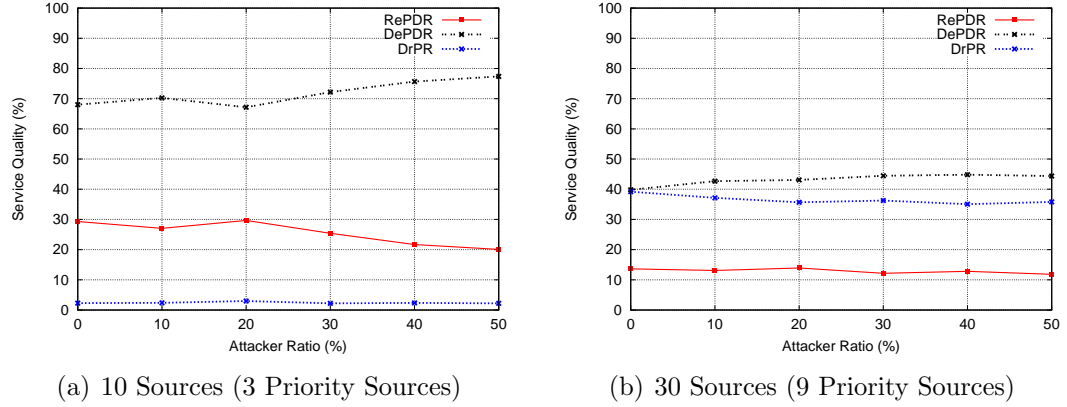 100
90
80
70
60
50
40
30
20
10
0
0 10 20 30 40 50
Service Quality (%)
Attacker Ratio (%)
RePDR
DePDR
DrPR
(a) 10 Sources (3 Priority Sources)
100
90
80
70
60
50
40
30
20
10
0
0 10 20 30 40 50
Service Quality (%)
Attacker Ratio (%)
RePDR
DePDR
DrPR
(b) 30 Sources (9 Priority Sources)